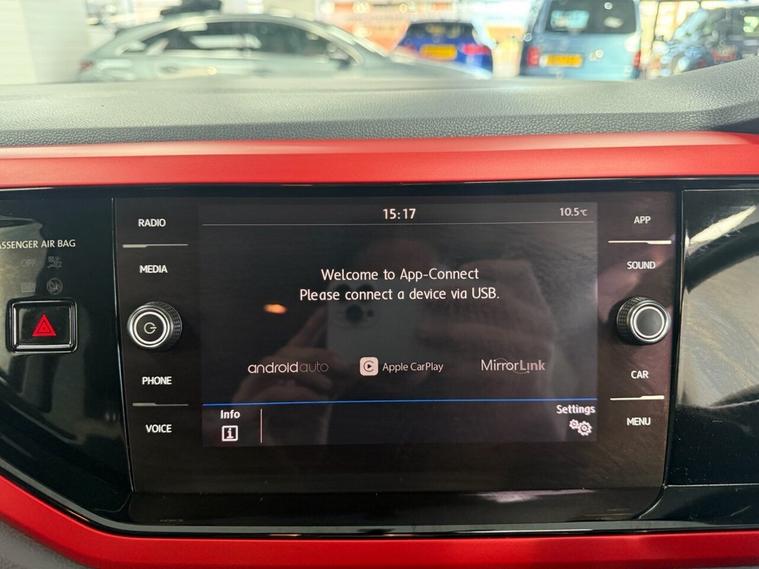 15:17
10.5°C
RADIO
MEDIA
PHONE
VOICE
ASSENGER AIR BAG
OFF
Welcome to App-Connect
Please connect a device via USB.
androidauto
Apple CarPlay
MirrorLink
Info
i
Settings
APP
SOUND
CAR
MENU